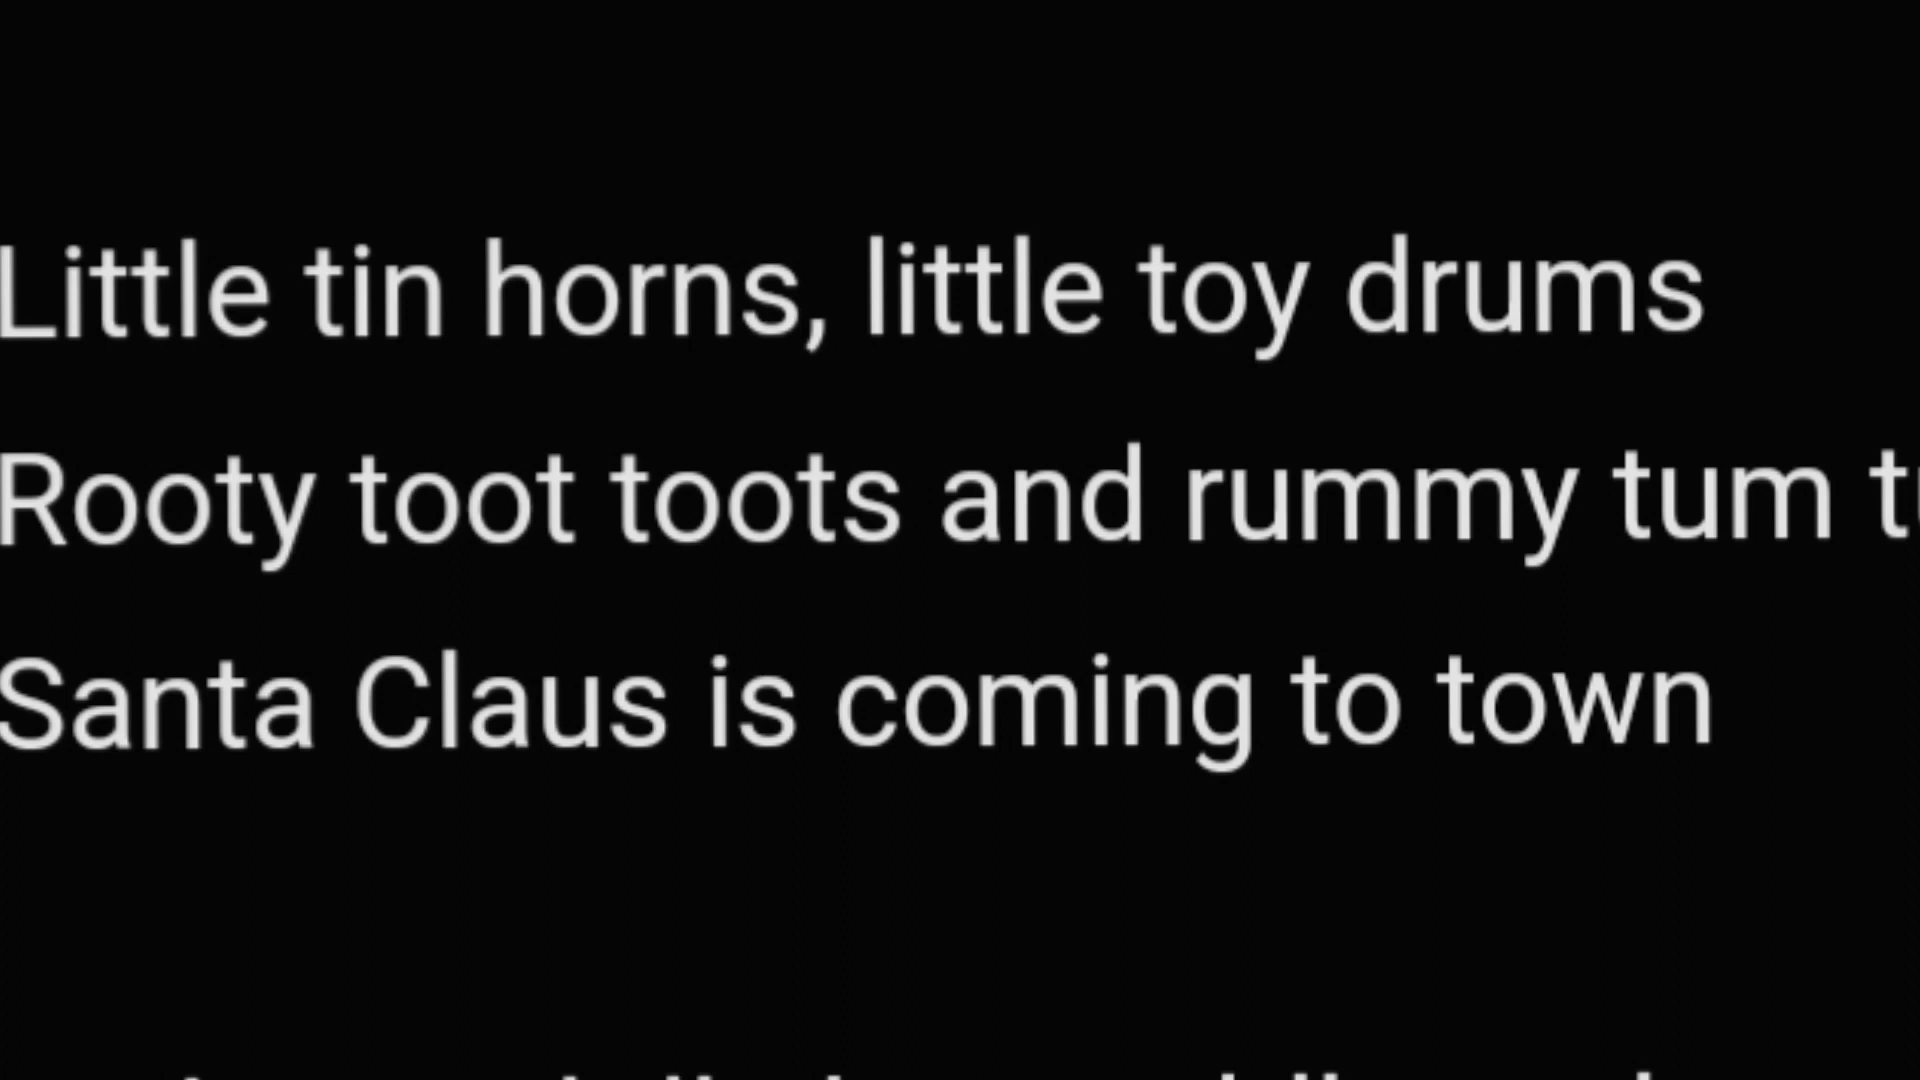 Little tin horns, little toy drums
Rooty toot toots and rummy tum
Santa Claus is coming to town